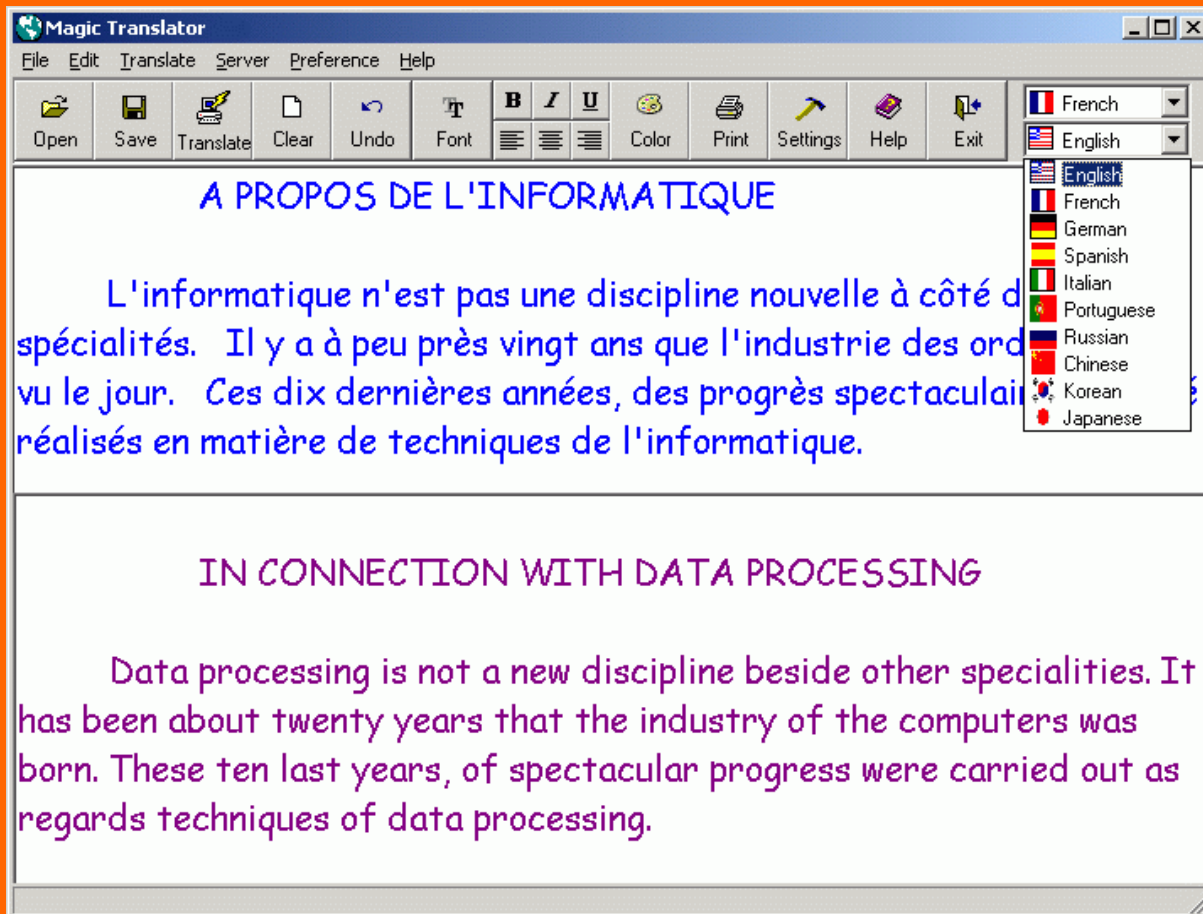 Magic Translator
File Edit Translate Server Preference Help
Open Save Translate Clear Undo Font B I U Color Print Settings Help Exit
French
English
English
French
German
Spanish
Italian
Portuguese
Russian
Chinese
Korean
Japanese
A PROPOS DE L'INFORMATIQUE
L'informatique n'est pas une discipline nouvelle à côté d
spécialités. Il y a à peu près vingt ans que l'industrie des ord
vu le jour. Ces dix dernières années, des progrès spectaculai
réalisés en matière de techniques de l'informatique.
IN CONNECTION WITH DATA PROCESSING
Data processing is not a new discipline beside other specialities. It
has been about twenty years that the industry of the computers was
born. These ten last years, of spectacular progress were carried out as
regards techniques of data processing.